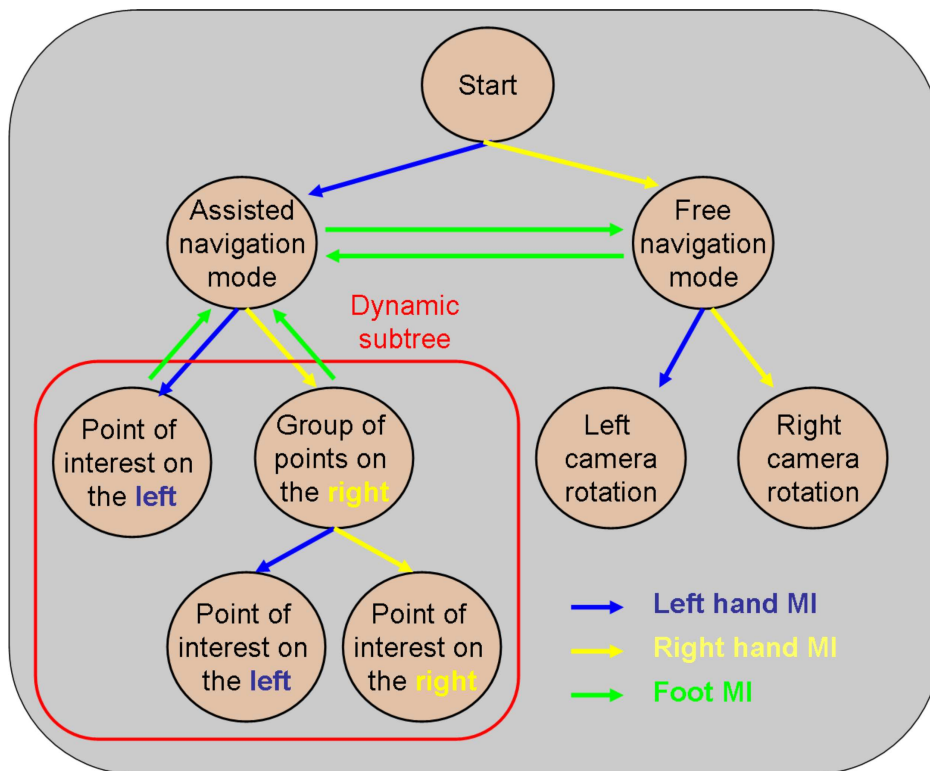 Start
Assisted
navigation
mode
Free
navigation
mode
Dynamic
subtree
Point of
interest on
the left
Group of
points on
the right
Left
camera
rotation
Right
camera
rotation
Point of
interest on
the left
Point of
interest on
the right
Left hand MI
Right hand MI
Foot MI